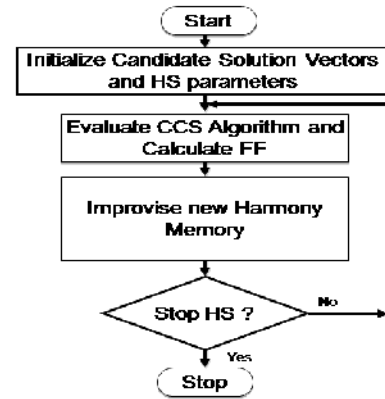 Start
Initialize Candidate Solution Vectors
and HS parameters
Evaluate CCS Algorithm and
Calculate FF
Improvise new Harmony
Memory
Stop HS ?
No
Yes
Stop